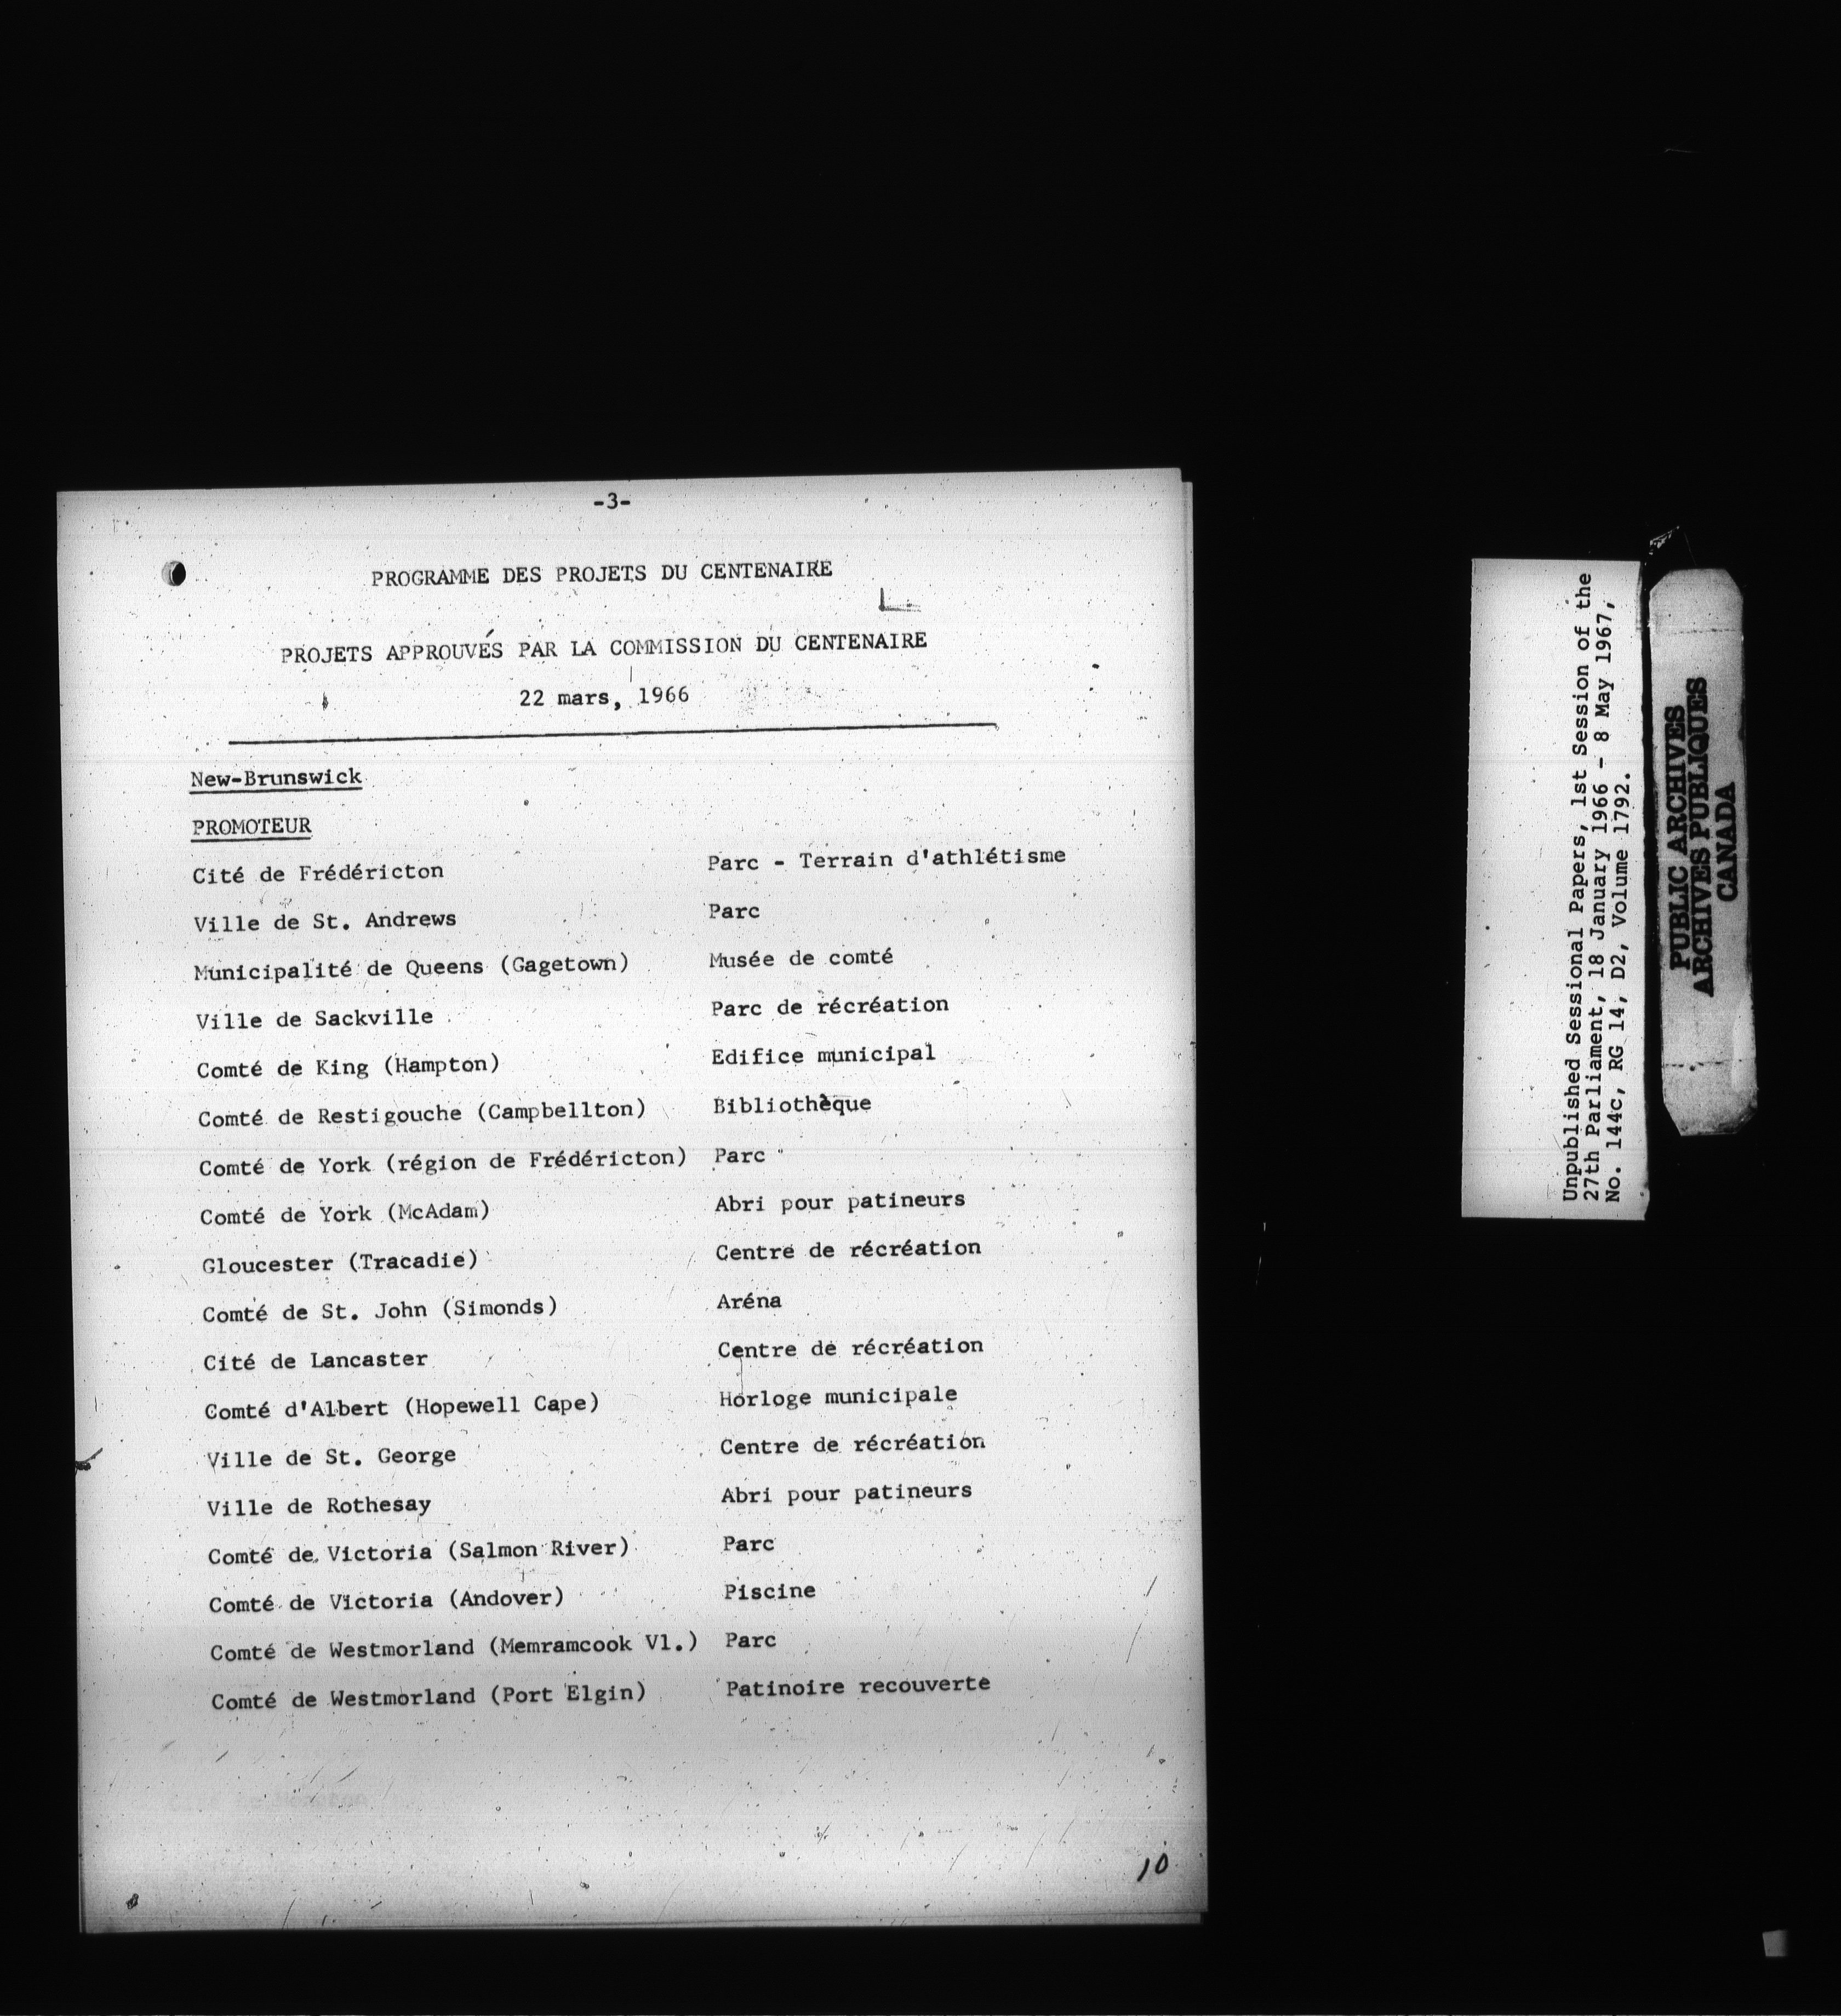 -3-
PROGRAMME DES PROJETS DU CENTENAIRE
PROJETS APPROUVÉS PAR LA COMMISSION DU CENTENAIRE
22 mars, 1966
New-Brunswick
PROMOTEUR
Cité de Frédéricton Parc - Terrain d'athlétisme
Ville de St. Andrews Parc
Municipalité de Queens (Gagetown) Musée de comté
Ville de Sackville Parc de récréation
Comté de King (Hampton) Edifice municipal
Comté de Restigouche (Campbellton) Bibliothèque
Comté de York (région de Frédéricton) Parc
Comté de York (McAdam) Abri pour patineurs
Gloucester (Tracadie) Centre de récréation
Comté de St. John (Simonds) Aréna
Cité de Lancaster Centre de récréation
Comté d'Albert (Hopewell Cape) Horloge municipale
Ville de St. George Centre de récréation
Ville de Rothesay Abri pour patineurs
Comté de Victoria (Salmon River) Parc
Comté de Victoria (Andover) Piscine
Comté de Westmorland (Memramcook Vl.) Parc
Comté de Westmorland (Port Elgin) Patinoire recouverte
10
Unpublished Sessional Papers, 1st Session of the
27th Parliament, 18 January 1966 - 8 May 1967,
No. 144c, RG 14, D2, Volume 1792.
PUBLIC ARCHIVES
ARCHIVES PUBLIQUES
CANADA